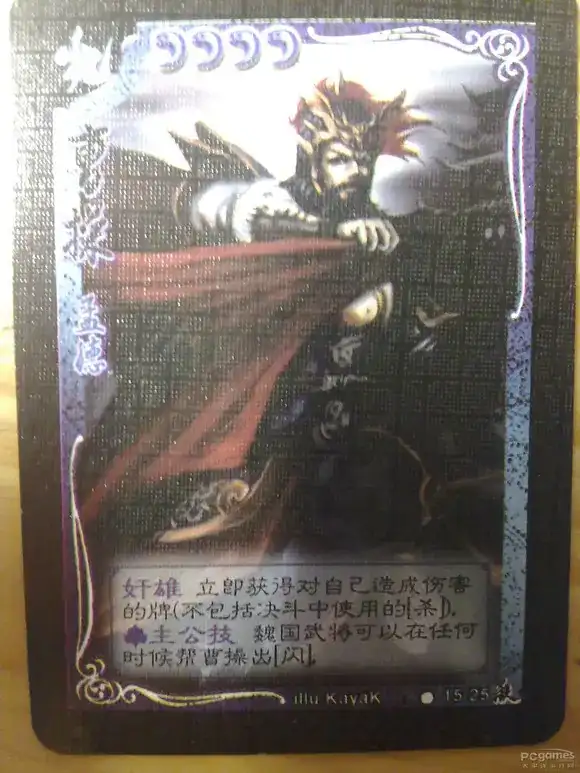 曹操 孟德
奸雄 立即获得对自己造成伤害
的牌(不包括决斗中使用的[杀]).
♣主公技 魏国武将可以在任何
时候帮曹操出[闪].
illu KayaK
15 25
PCgames